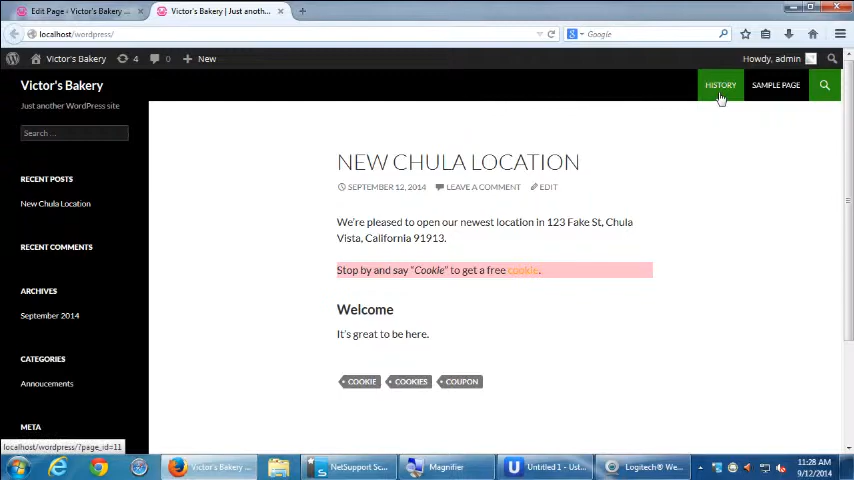 Edit Page ‹ Victor's Bakery ...
Victor's Bakery | Just anoth...
localhost/wordpress/
Google
Victor's Bakery
4
0
New
Howdy, admin
Victor's Bakery
HISTORY
SAMPLE PAGE
Just another WordPress site
Search ...
NEW CHULA LOCATION
RECENT POSTS
SEPTEMBER 12, 2014
LEAVE A COMMENT
EDIT
New Chula Location
We're pleased to open our newest location in 123 Fake St, Chula
Vista, California 91913.
RECENT COMMENTS
Stop by and say "Cookie" to get a free cookie.
ARCHIVES
Welcome
September 2014
It's great to be here.
CATEGORIES
Annoucements
COOKIE
COOKIES
COUPON
META
localhost/wordpress/?page_id=11
Victor's Bakery ...
NetSupport Sc...
Magnifier
Untitled 1 - Ust...
Logitech® We...
11:28 AM
9/12/2014